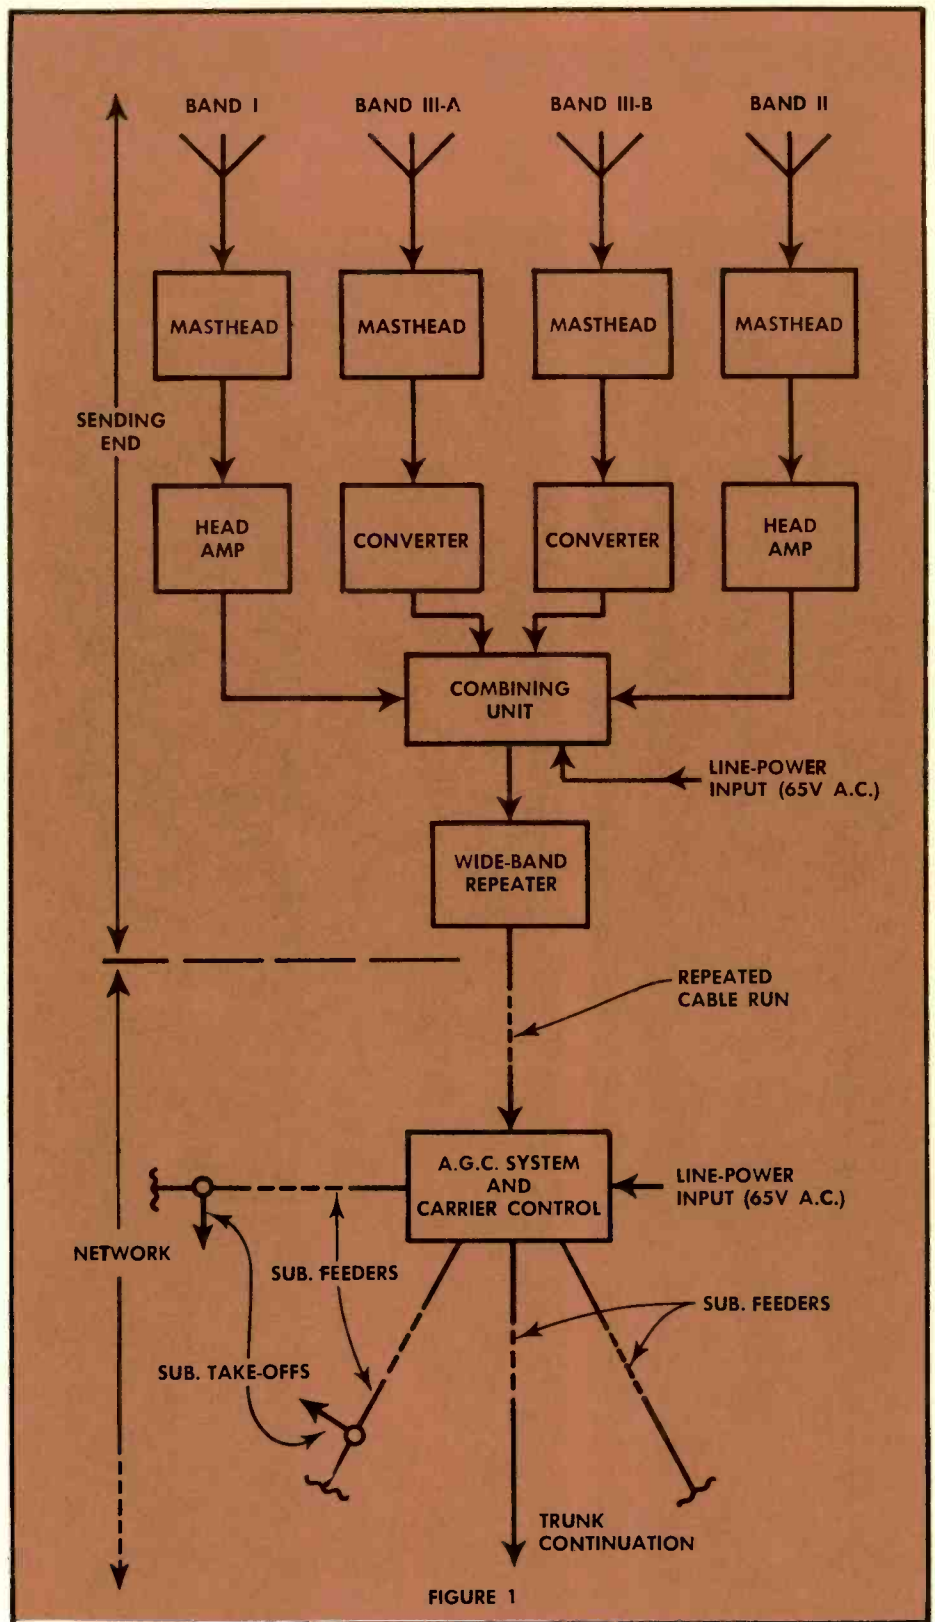 BAND I
BAND III-A
BAND III-B
BAND II
MASTHEAD
MASTHEAD
MASTHEAD
MASTHEAD
SENDING
END
HEAD
AMP
CONVERTER
CONVERTER
HEAD
AMP
COMBINING
UNIT
LINE-POWER
INPUT (65V A.C.)
WIDE-BAND
REPEATER
REPEATED
CABLE RUN
A.G.C. SYSTEM
AND
CARRIER CONTROL
LINE-POWER
INPUT (65V A.C.)
NETWORK
SUB. FEEDERS
SUB. FEEDERS
SUB. TAKE-OFFS
TRUNK
CONTINUATION
FIGURE 1